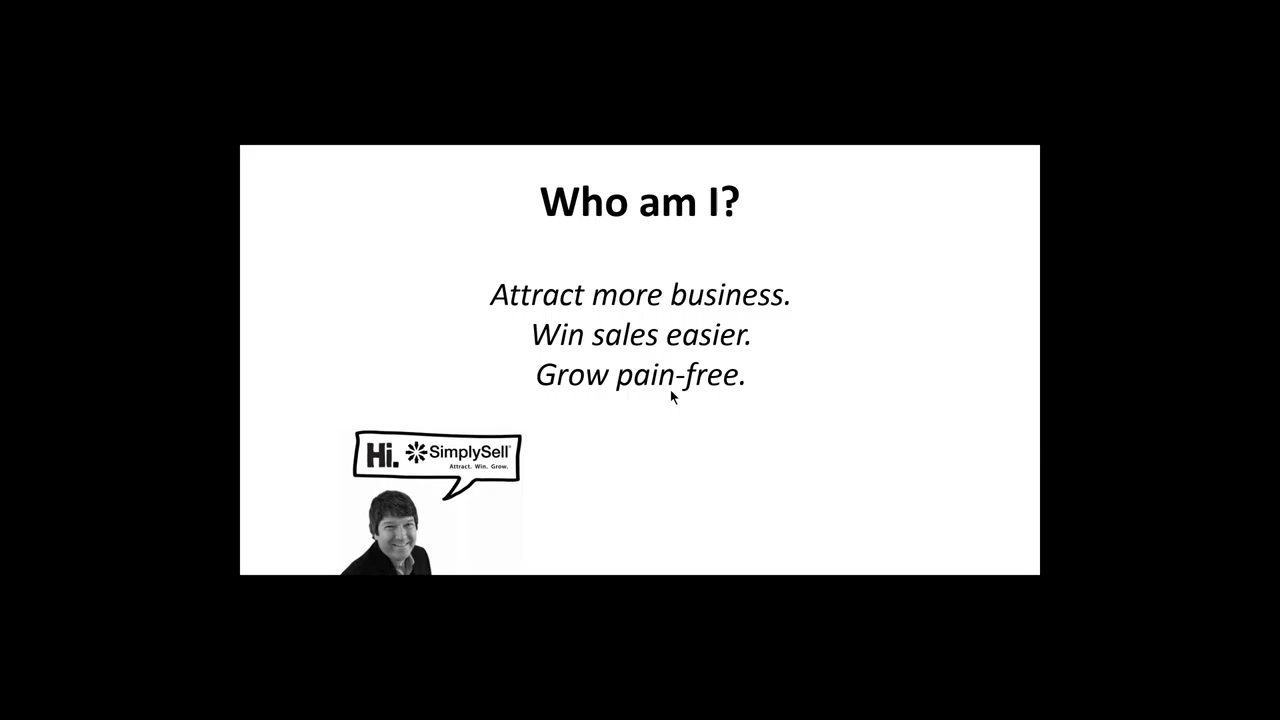 Who am I?
Attract more business.
Win sales easier.
Grow pain-free.
Hi. SimplySell®
Attract. Win. Grow.